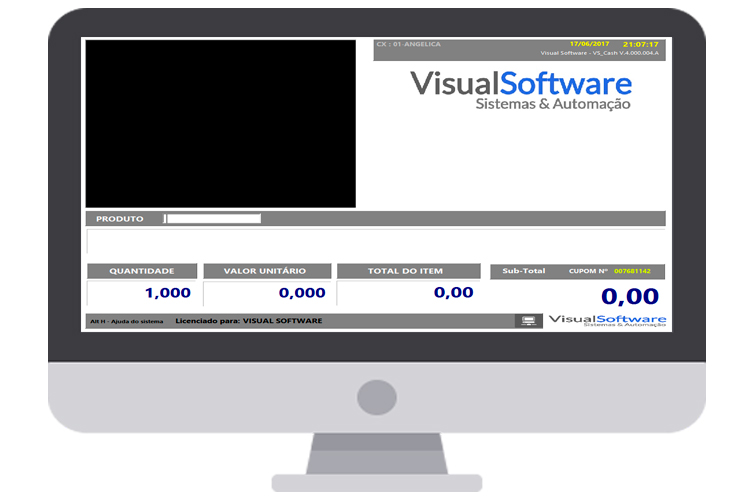 CX : 01 ANGELICA 17/06/2017 21:07:17
Visual Software - VS_Cash V.4.000.004.A
VisualSoftware
Sistemas & Automação
PRODUTO
QUANTIDADE VALOR UNITÁRIO TOTAL DO ITEM Sub-Total CUPOM Nº 007681142
1,000 0,000 0,00 0,00
Alt H - Ajuda do sistema Licenciado para: VISUAL SOFTWARE VisualSoftware
Sistemas & Automação